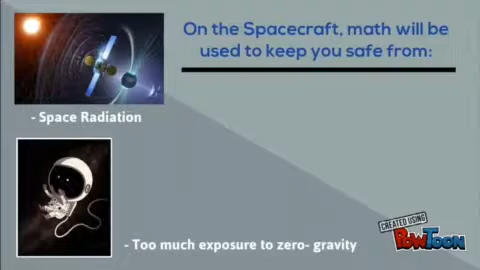 On the Spacecraft, math will be
used to keep you safe from:
- Space Radiation
- Too much exposure to zero- gravity
CREATED USING
POWTOON